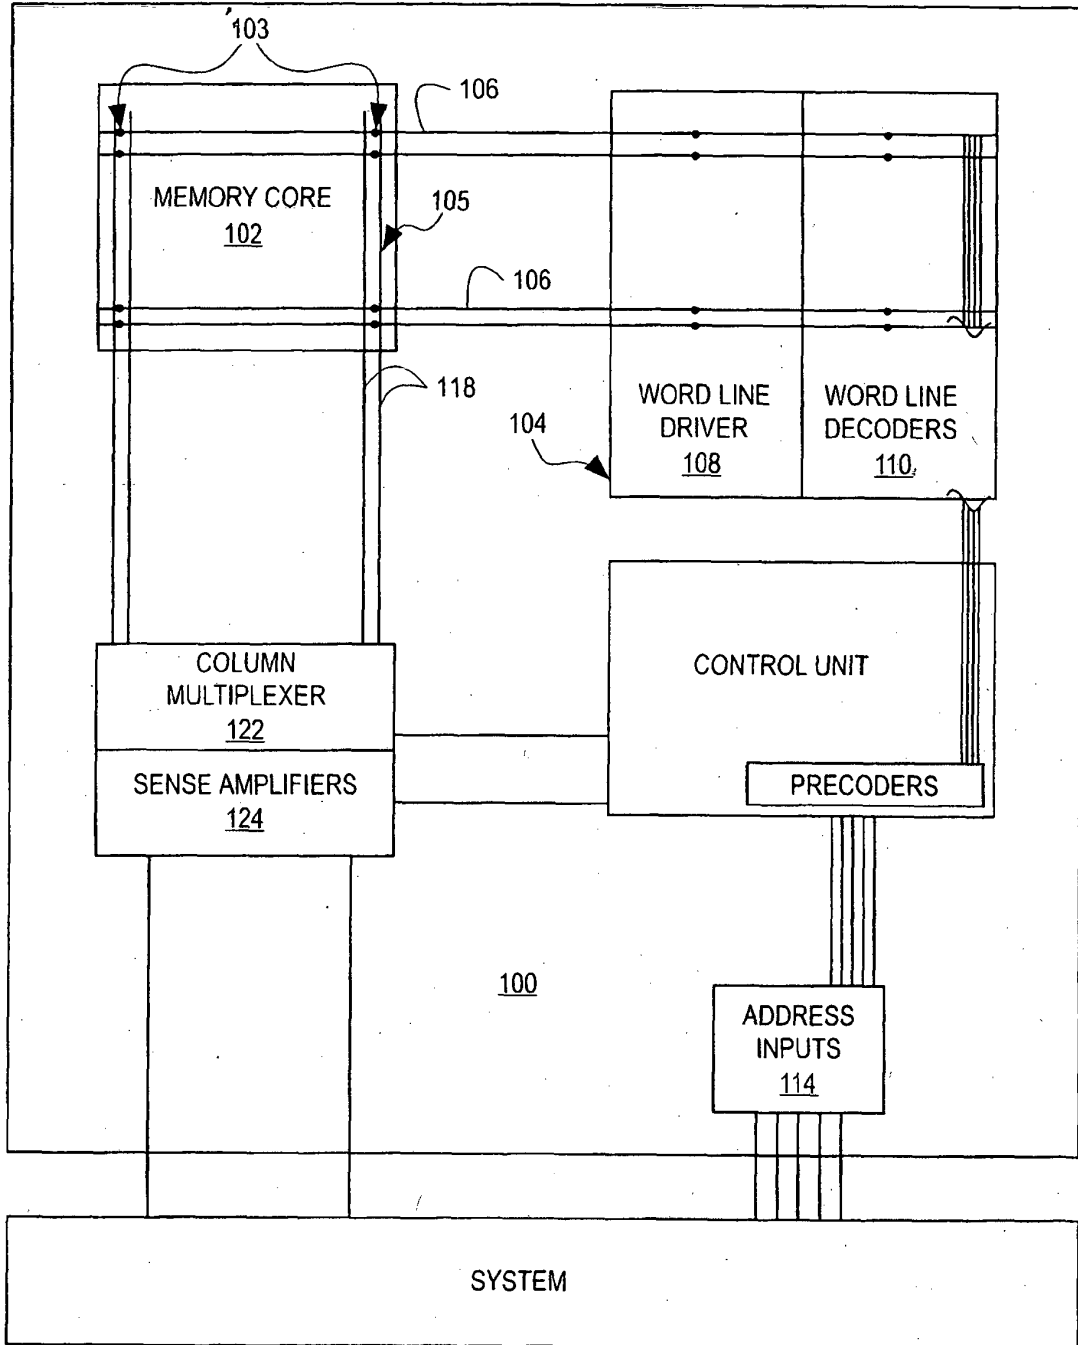 103
106
MEMORY CORE
102
105
106
118
104
WORD LINE
DRIVER
108
WORD LINE
DECODERS
110
COLUMN
MULTIPLEXER
122
SENSE AMPLIFIERS
124
CONTROL UNIT
PRECODERS
100
ADDRESS
INPUTS
114
SYSTEM